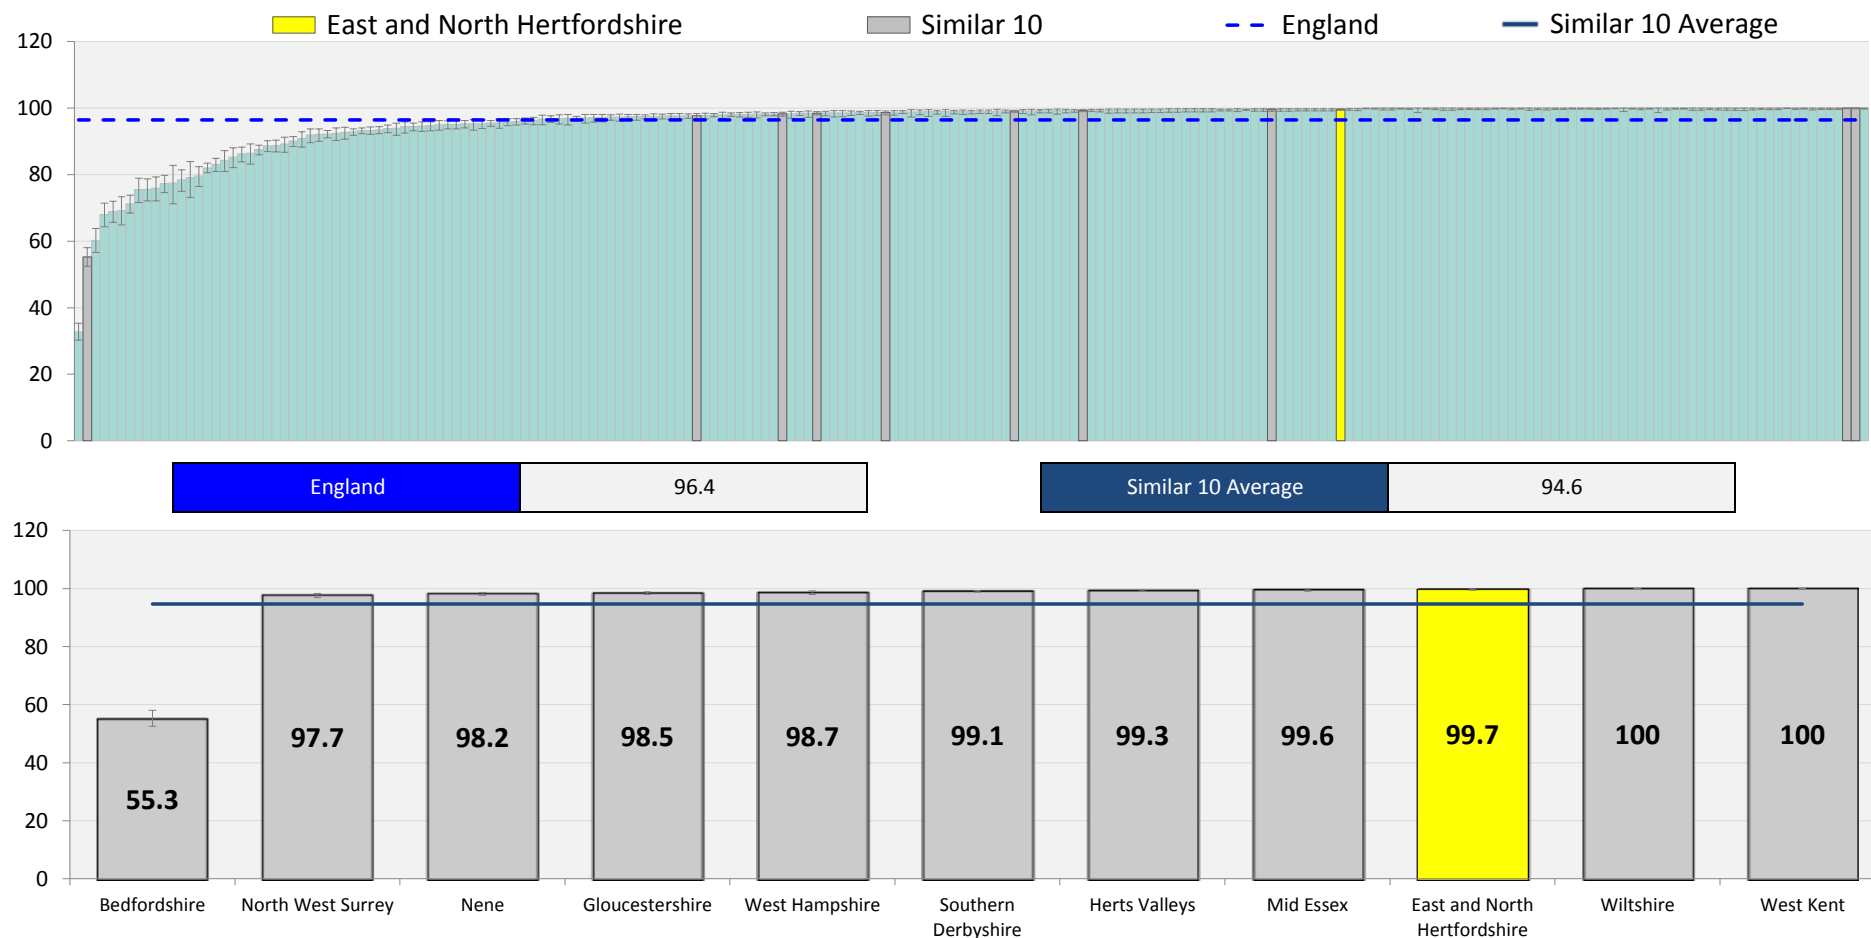 East and North Hertfordshire Similar 10 England Similar 10 Average
120
100
80
60
40
20
0
England 96.4 Similar 10 Average 94.6
120
100
80
60
40
20
0
55.3 97.7 98.2 98.5 98.7 99.1 99.3 99.6 99.7 100 100
Bedfordshire North West Surrey Nene Gloucestershire West Hampshire Southern Herts Valleys Mid Essex East and North Wiltshire West Kent
Derbyshire Hertfordshire